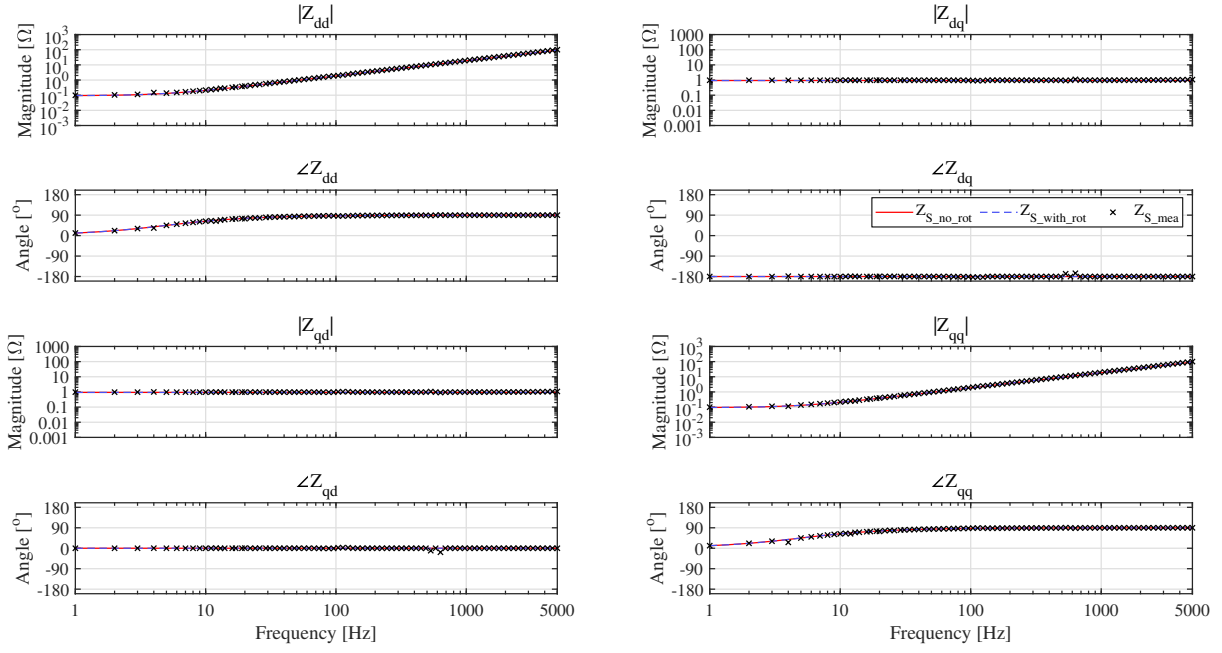 |Z_dd|
Magnitude [Ω]
10^3
10^2
10^1
10^0
10^-1
10^-2
10^-3
|Z_dq|
Magnitude [Ω]
1000
100
10
1
0.1
0.01
0.001
∠Z_dd
Angle [°]
180
90
0
-90
-180
∠Z_dq
Angle [°]
180
90
0
-90
-180
Z_S_no_rot Z_S_with_rot Z_S_mea
|Z_qd|
Magnitude [Ω]
1000
100
10
1
0.1
0.01
0.001
|Z_qq|
Magnitude [Ω]
10^3
10^2
10^1
10^0
10^-1
10^-2
10^-3
∠Z_qd
Angle [°]
180
90
0
-90
-180
1 10 100 1000 5000
Frequency [Hz]
∠Z_qq
Angle [°]
180
90
0
-90
-180
1 10 100 1000 5000
Frequency [Hz]